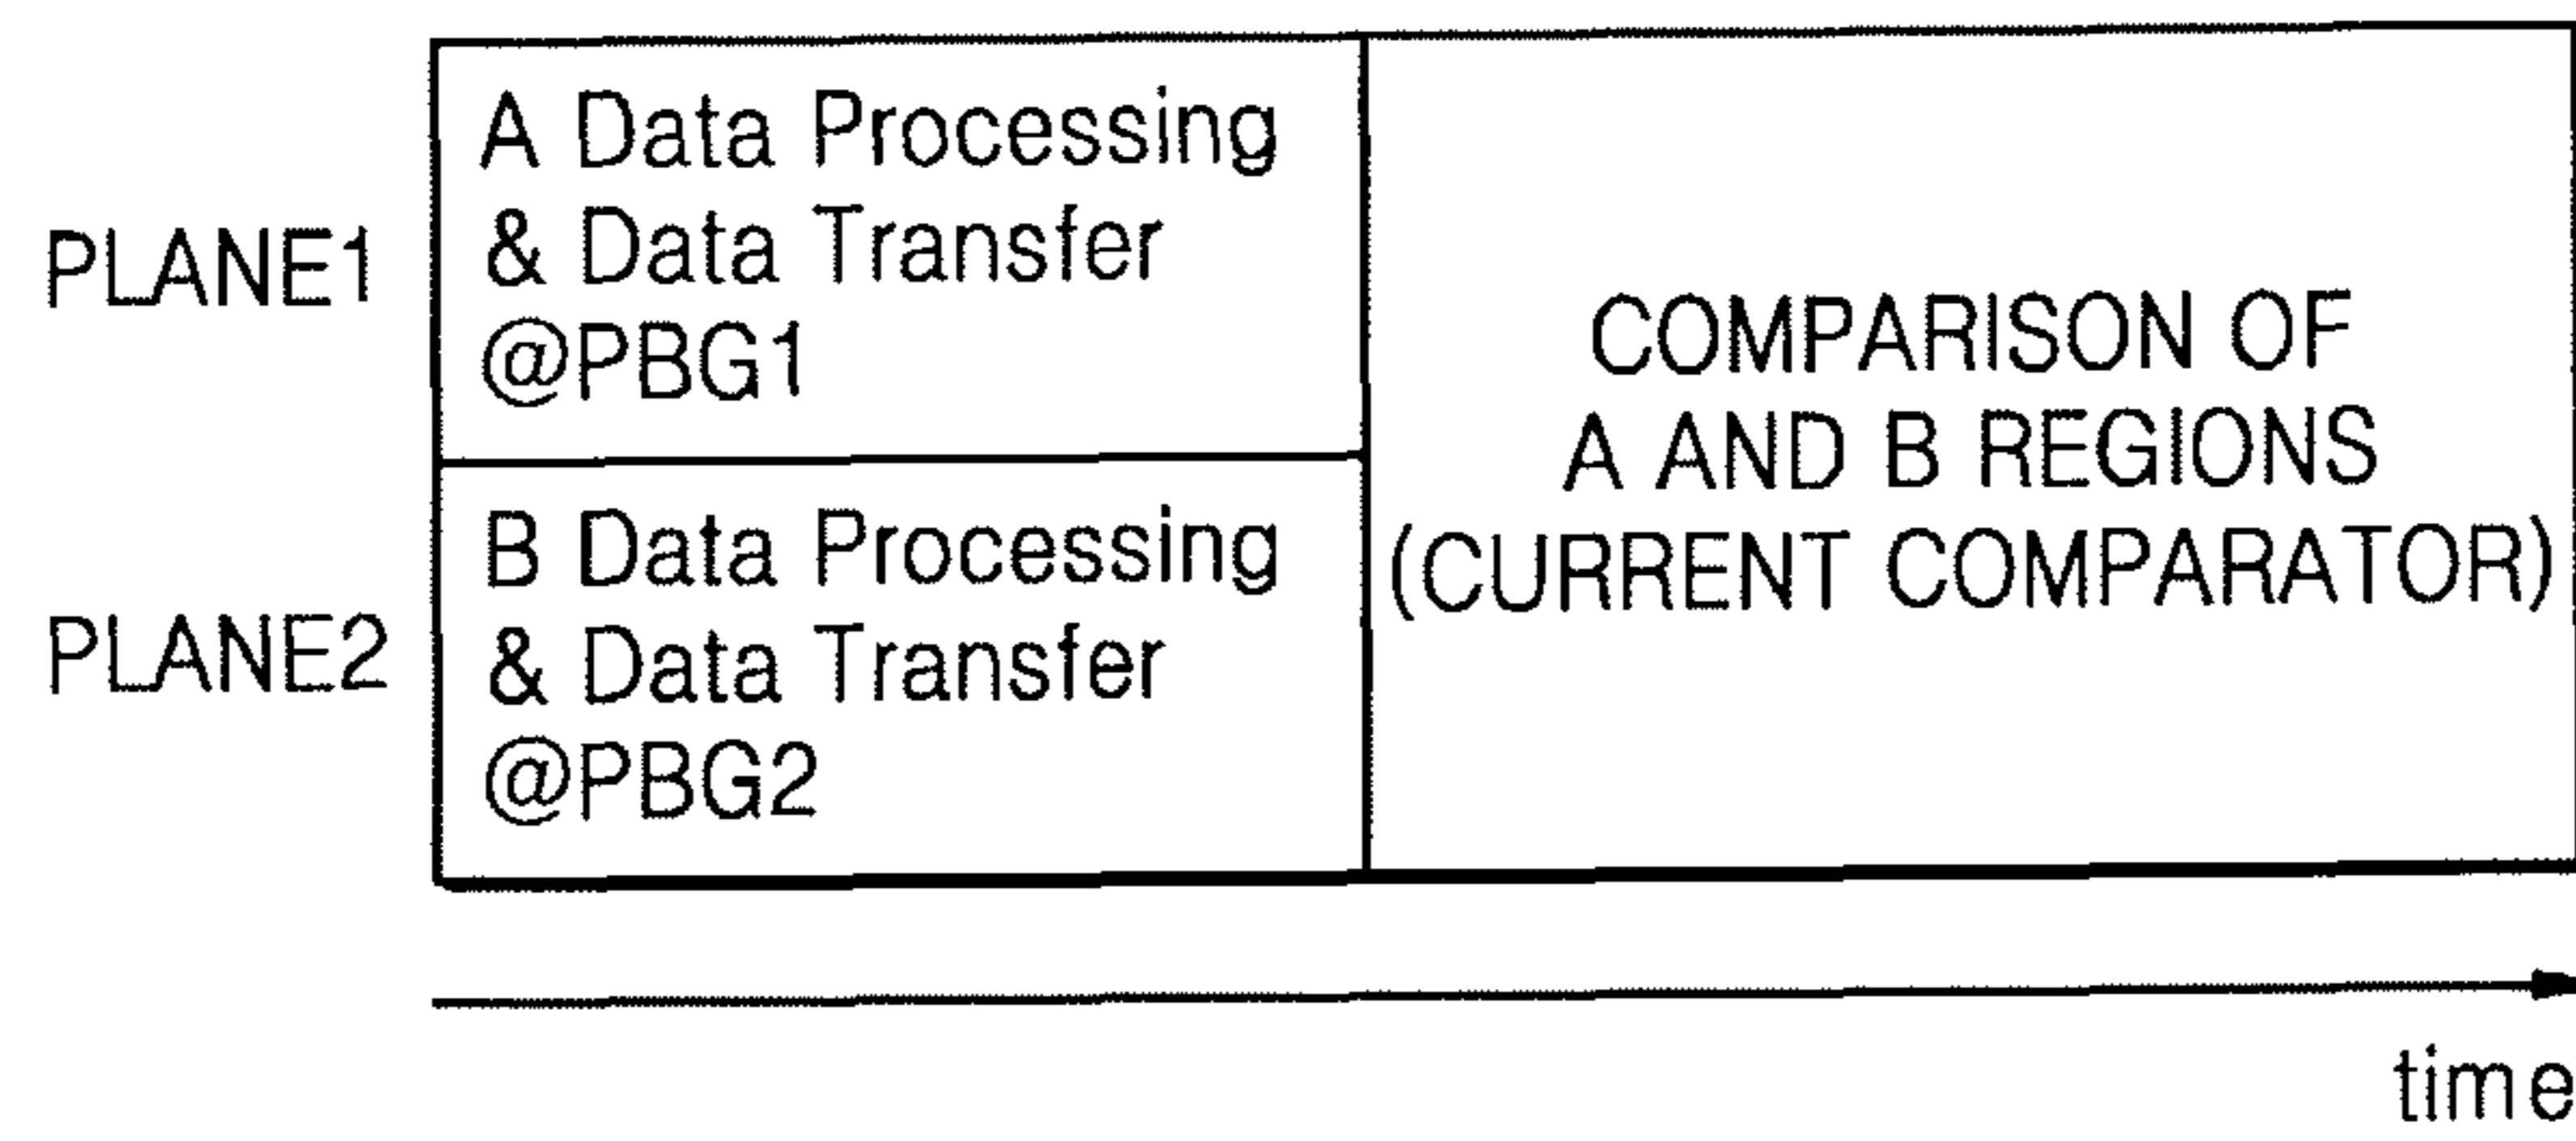 PLANE1
A Data Processing
& Data Transfer
@PBG1
PLANE2
B Data Processing
& Data Transfer
@PBG2
COMPARISON OF
A AND B REGIONS
(CURRENT COMPARATOR)
time